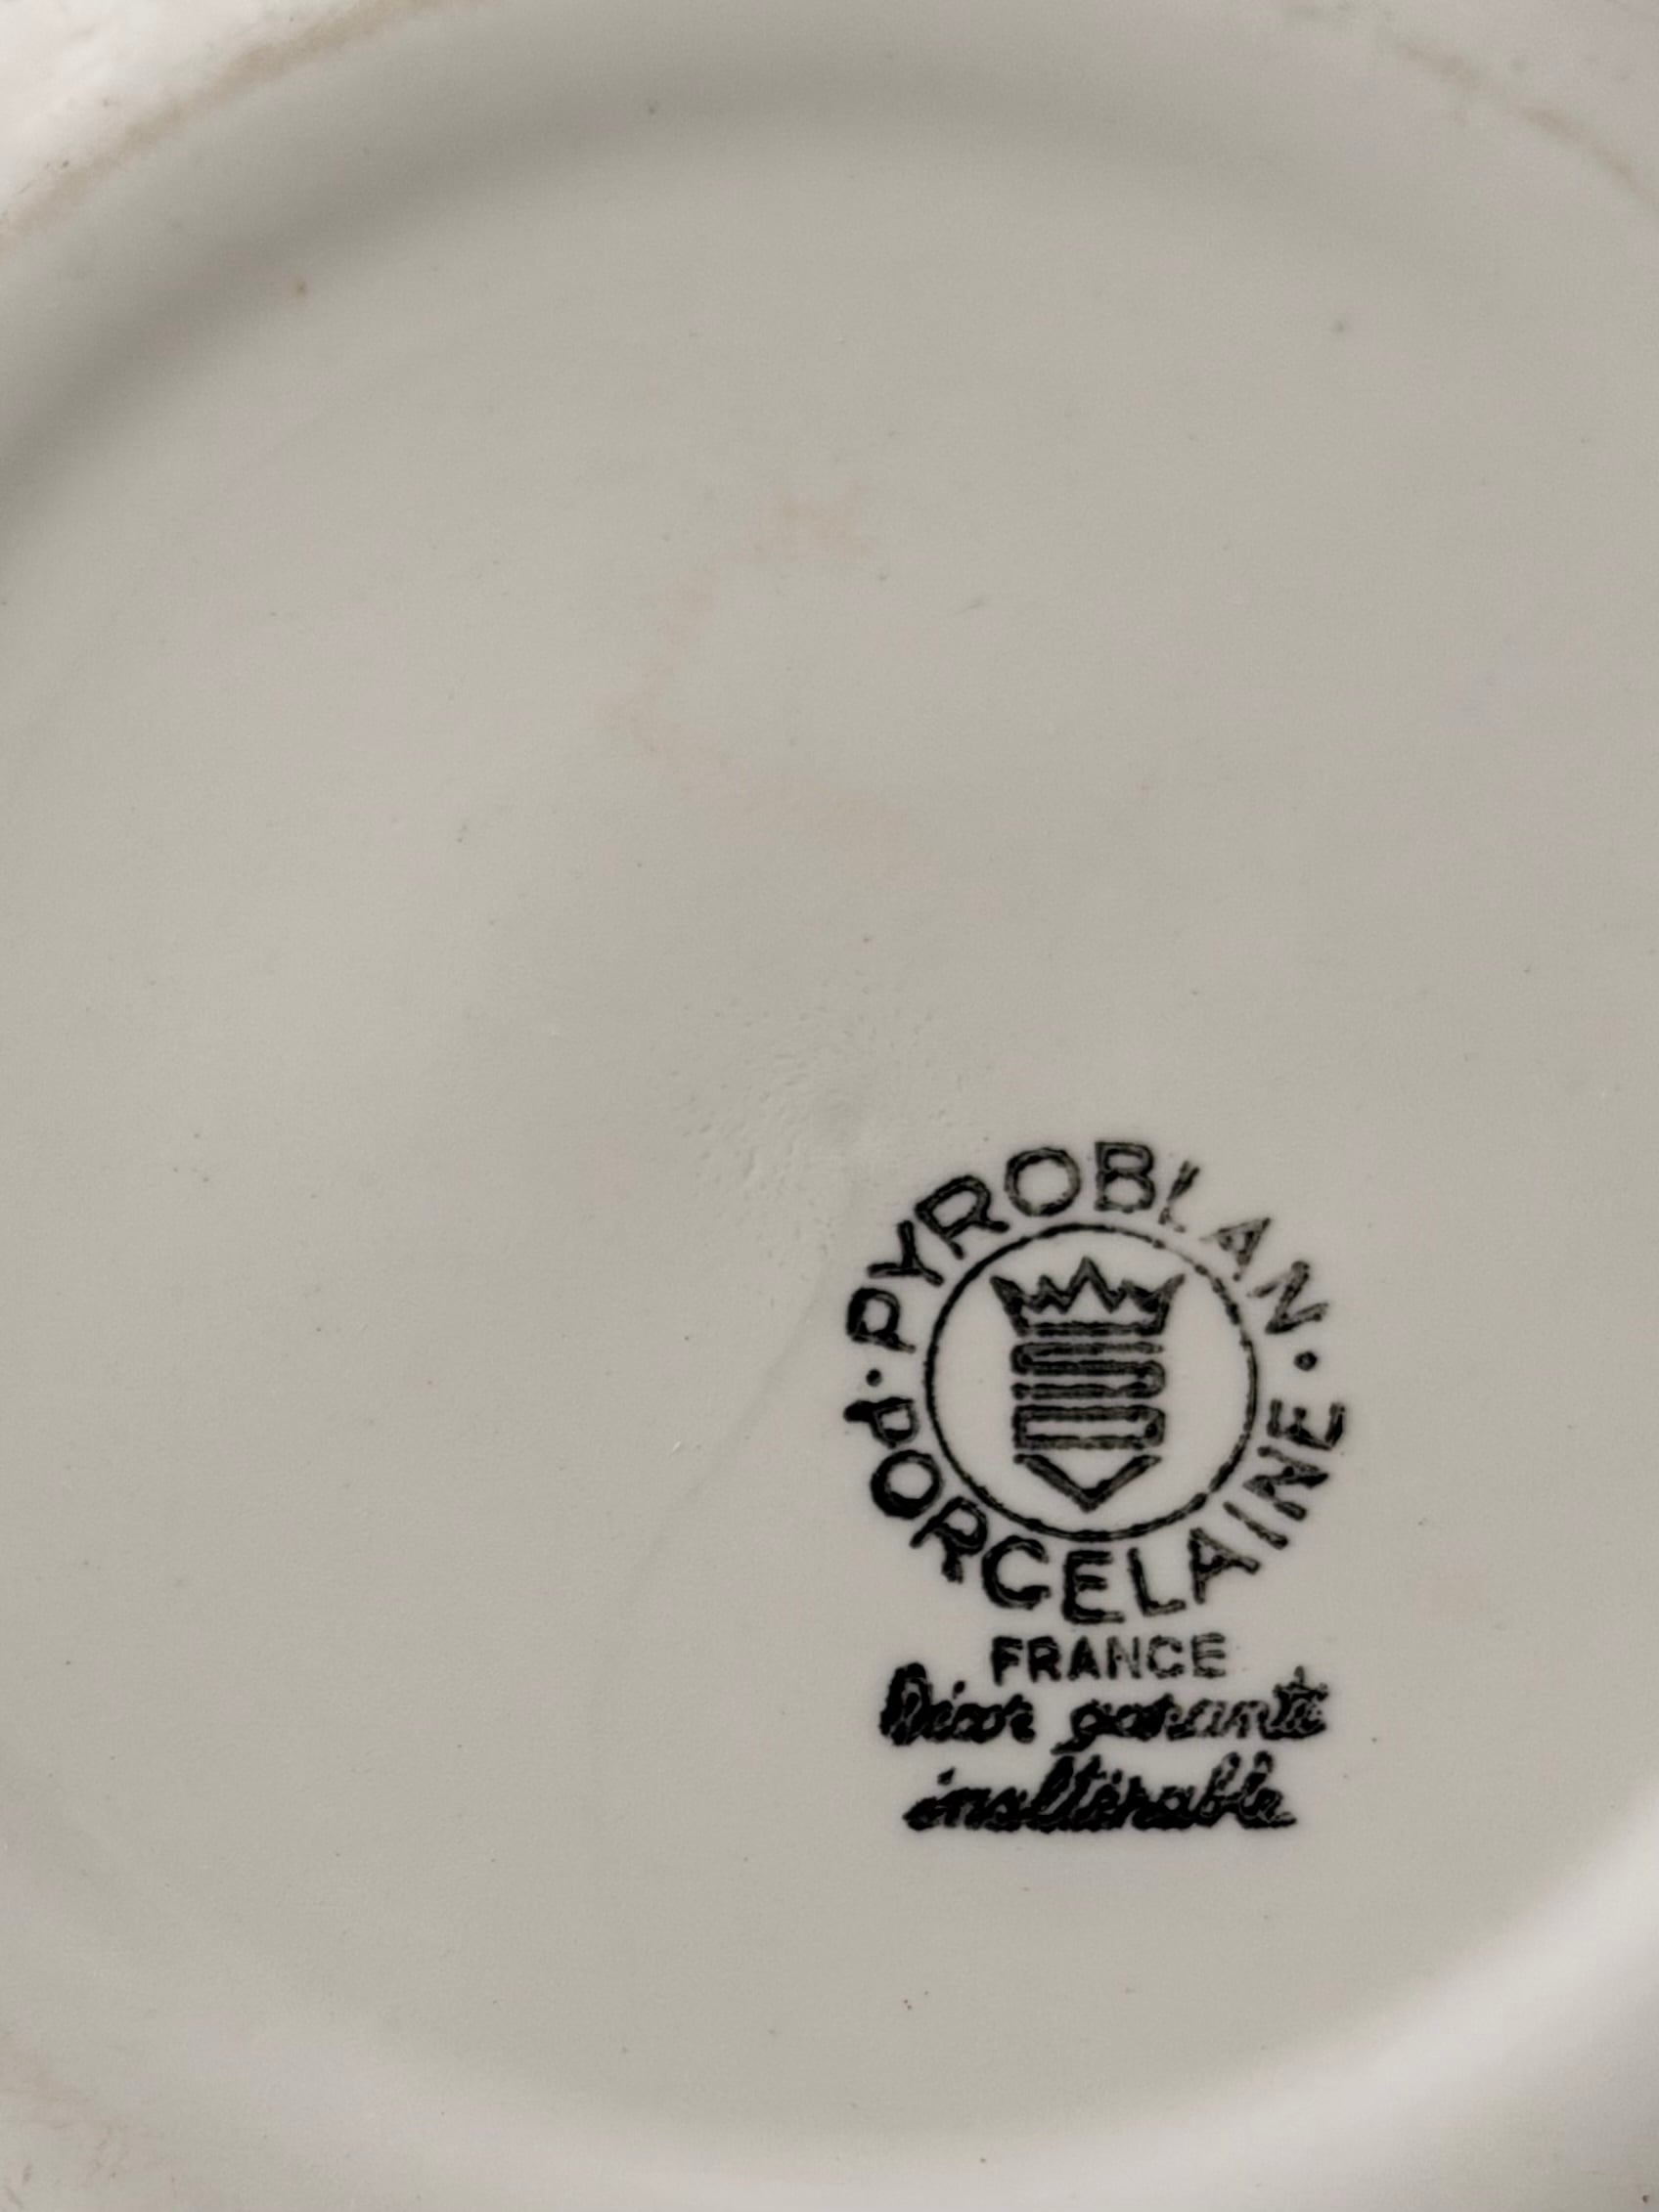 PYROBLAN
PORCELAINE
FRANCE
Décor garanti
inaltérable